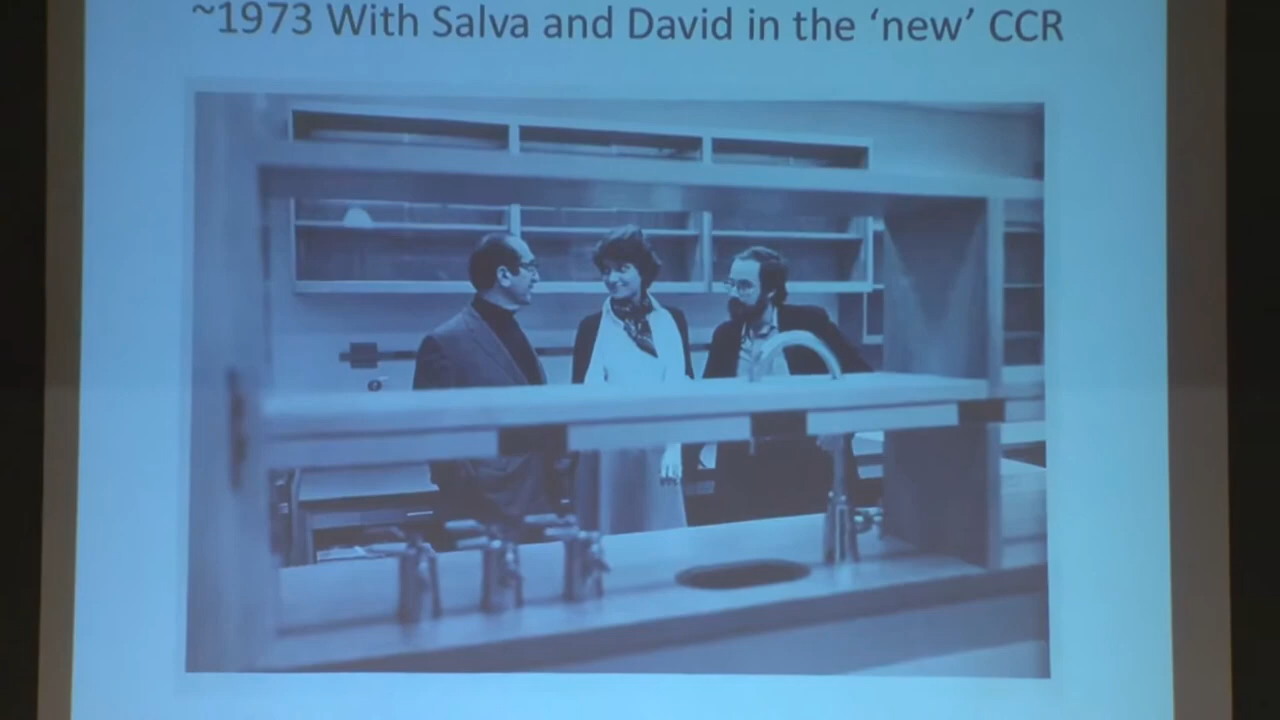 ~1973 With Salva and David in the ‘new’ CCR